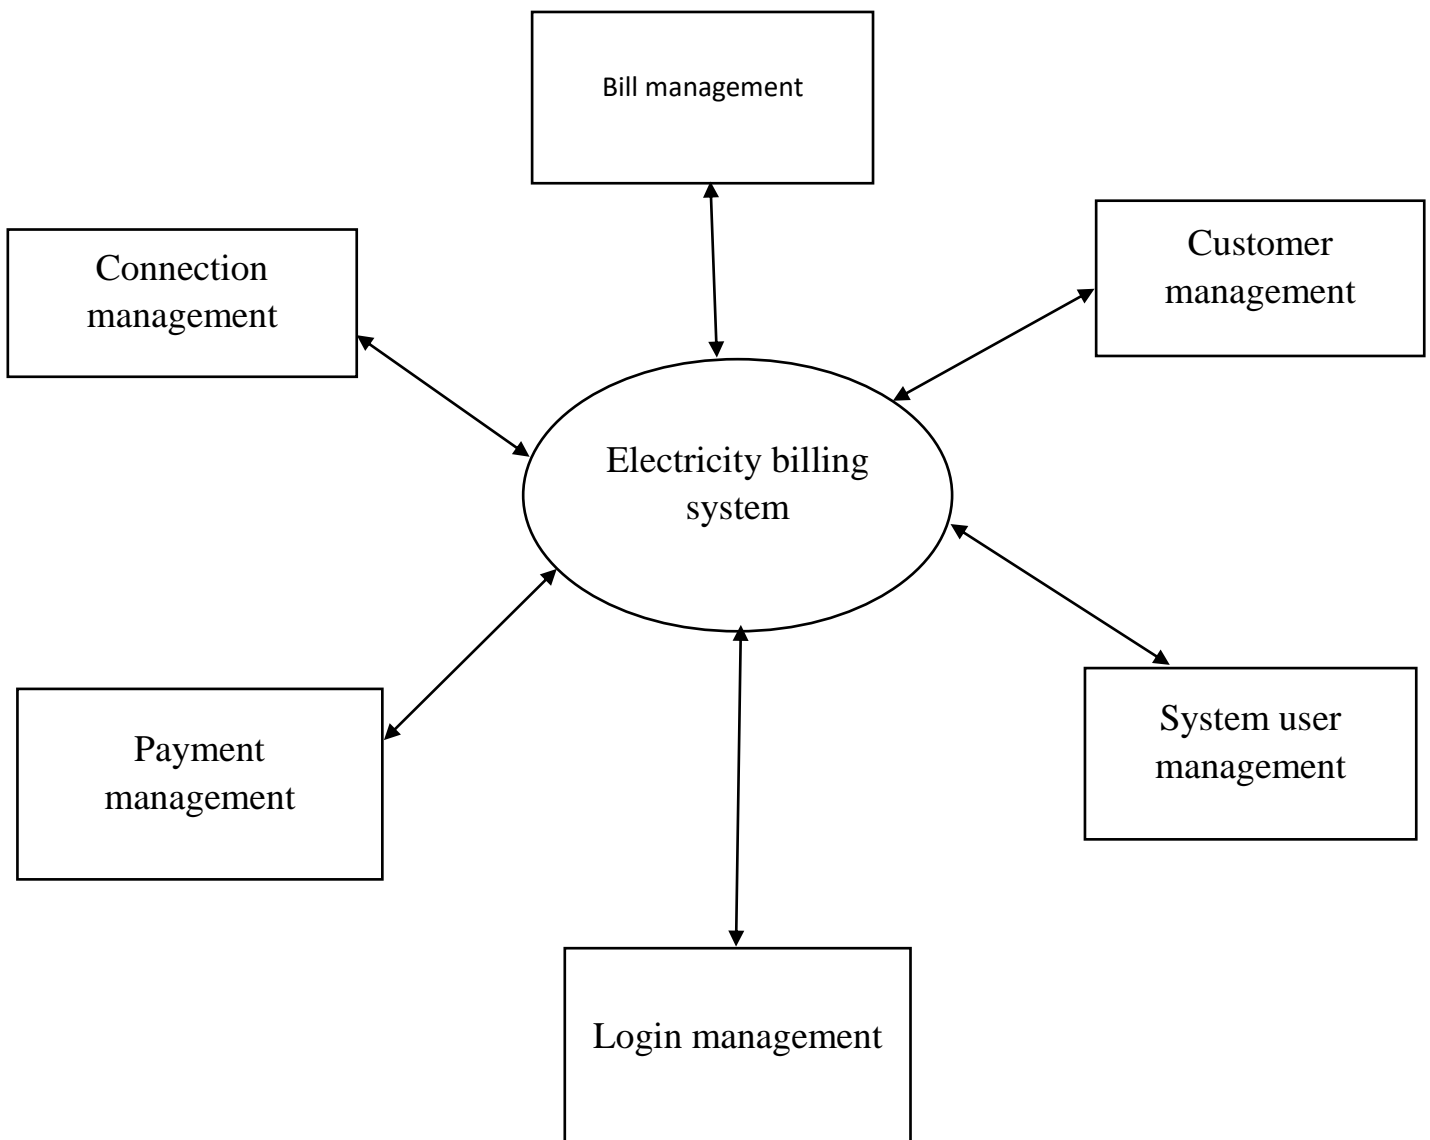 Bill management
Customer
management
Connection
management
Electricity billing
system
System user
management
Payment
management
Login management